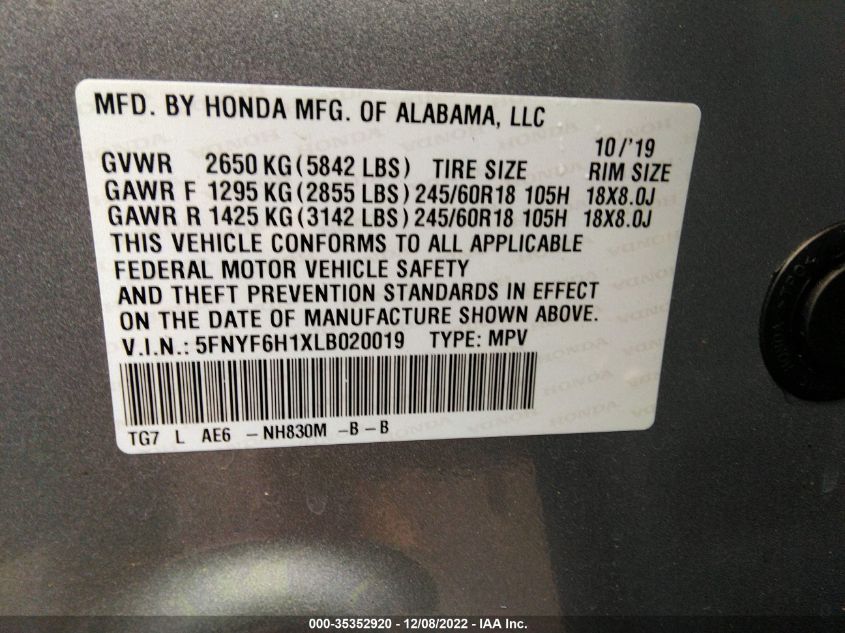 MFD. BY HONDA MFG. OF ALABAMA, LLC
10/'19
GVWR 2650 KG (5842 LBS) TIRE SIZE RIM SIZE
GAWR F 1295 KG (2855 LBS) 245/60R18 105H 18X8.0J
GAWR R 1425 KG (3142 LBS) 245/60R18 105H 18X8.0J
THIS VEHICLE CONFORMS TO ALL APPLICABLE
FEDERAL MOTOR VEHICLE SAFETY
AND THEFT PREVENTION STANDARDS IN EFFECT
ON THE DATE OF MANUFACTURE SHOWN ABOVE.
V.I.N.: 5FNYF6H1XLB020019 TYPE: MPV
TG7 L AE6 - NH830M - B - B
000-35352920 - 12/08/2022 - IAA Inc.